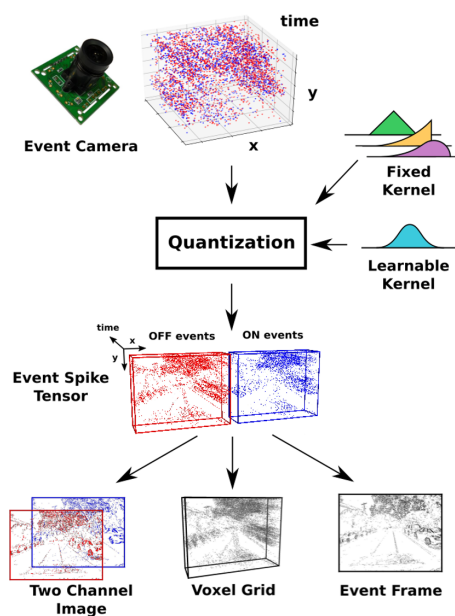 time
y
x
Event Camera
Fixed
Kernel
Quantization
Learnable
Kernel
time
x
y
OFF events
ON events
Event Spike
Tensor
Two Channel
Image
Voxel Grid
Event Frame